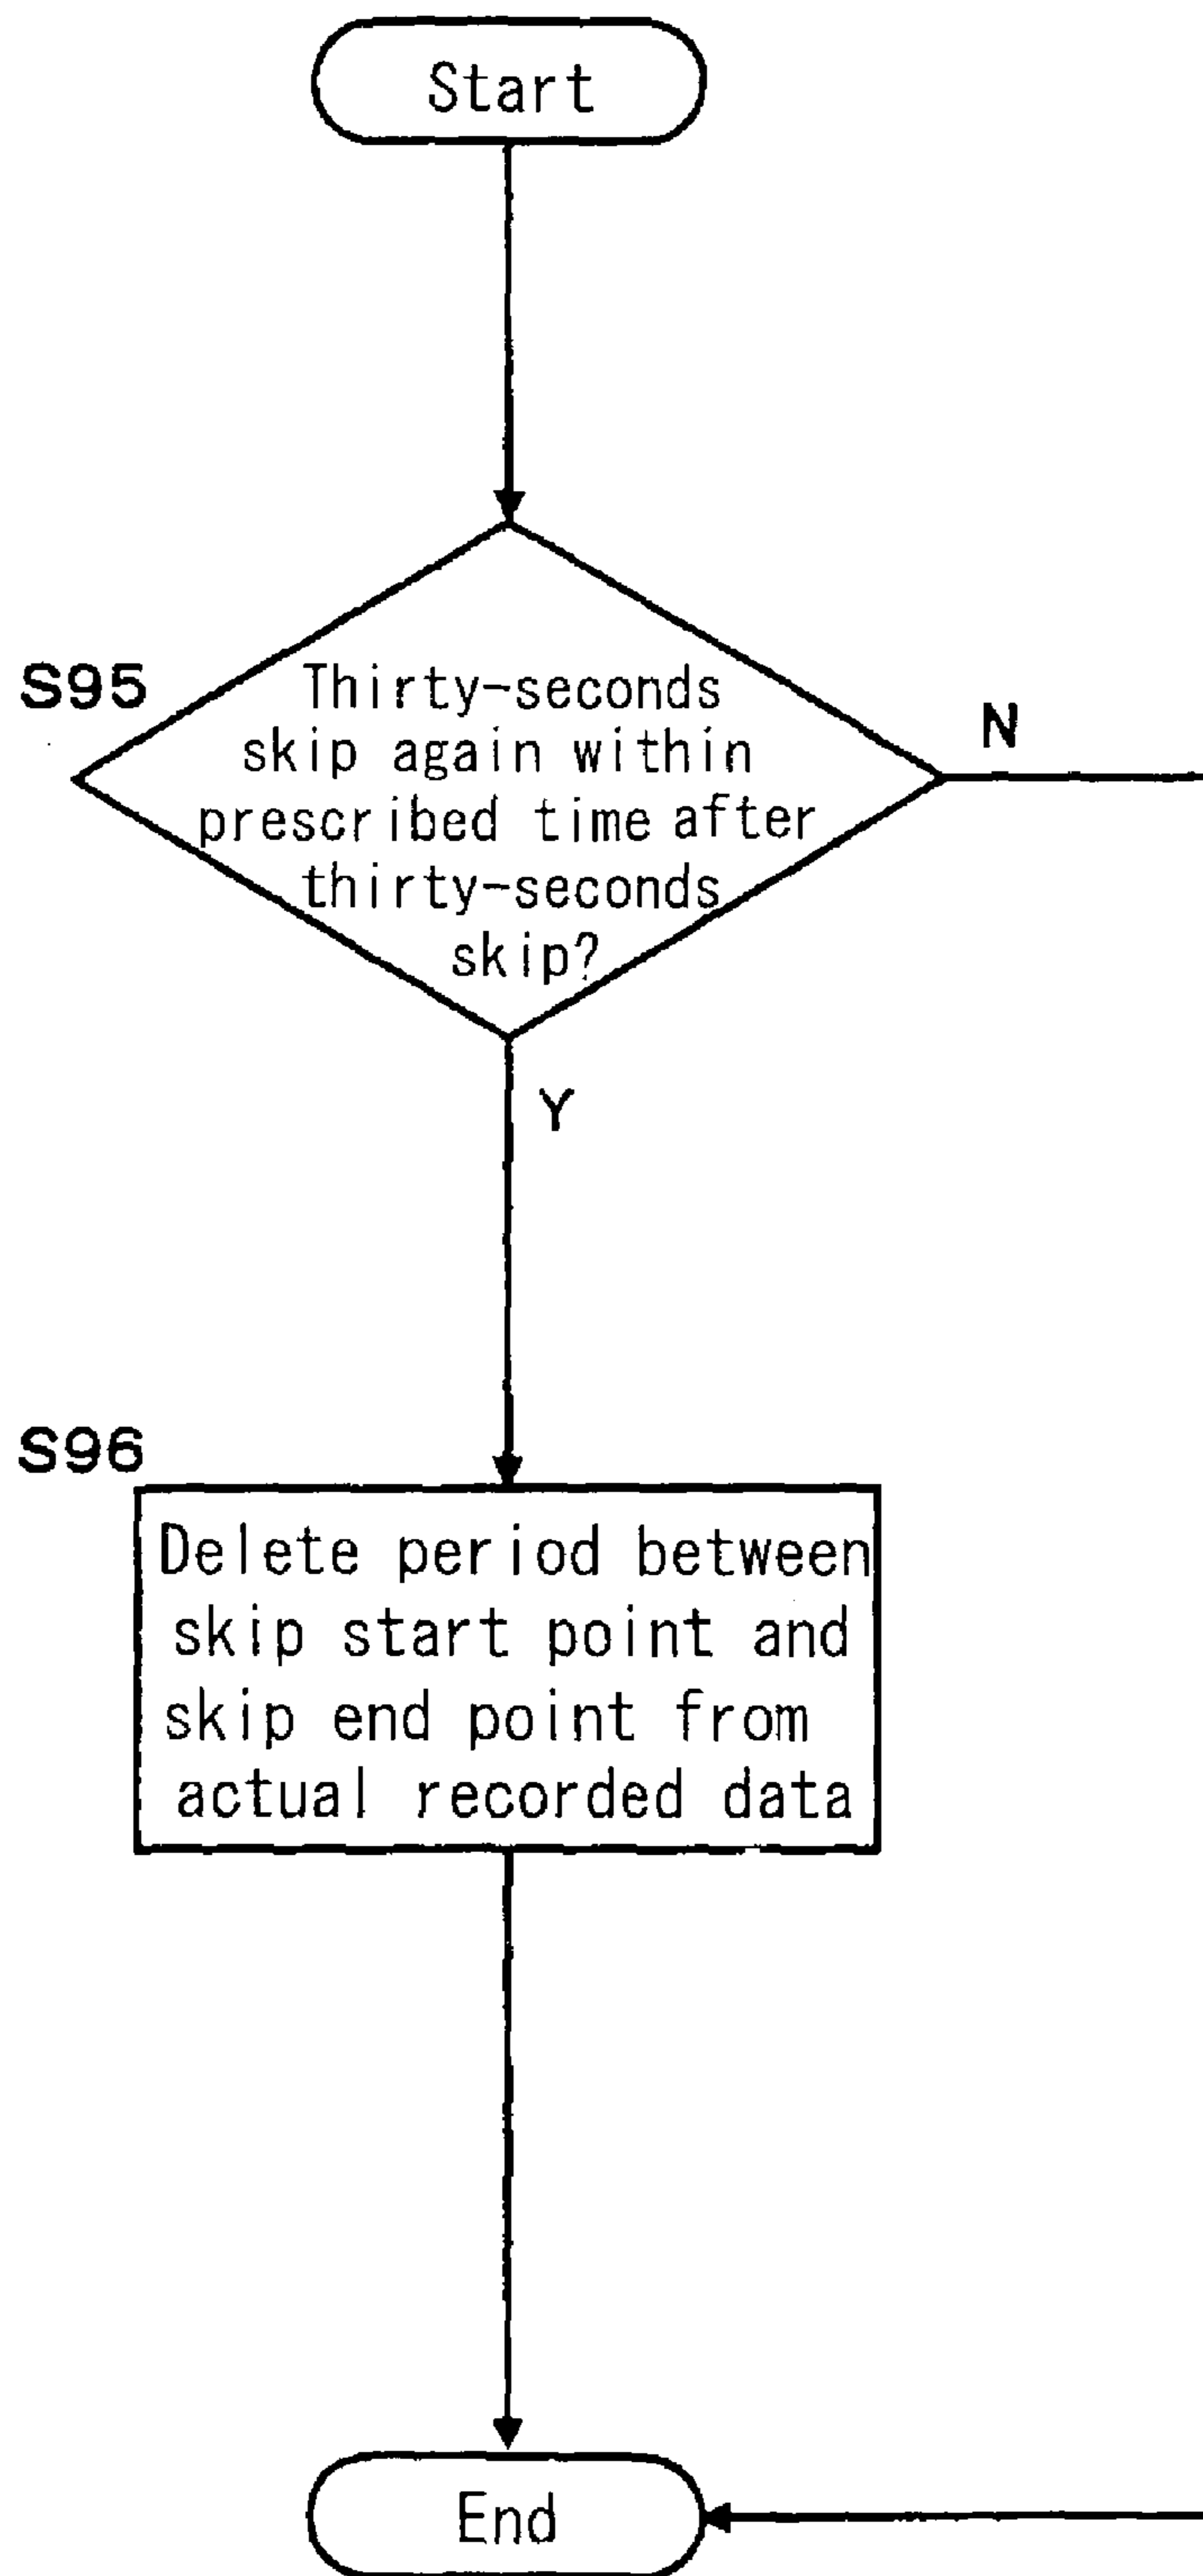 Start
S95
Thirty-seconds
skip again within
prescribed time after
thirty-seconds
skip?
N
Y
S96
Delete period between
skip start point and
skip end point from
actual recorded data
End